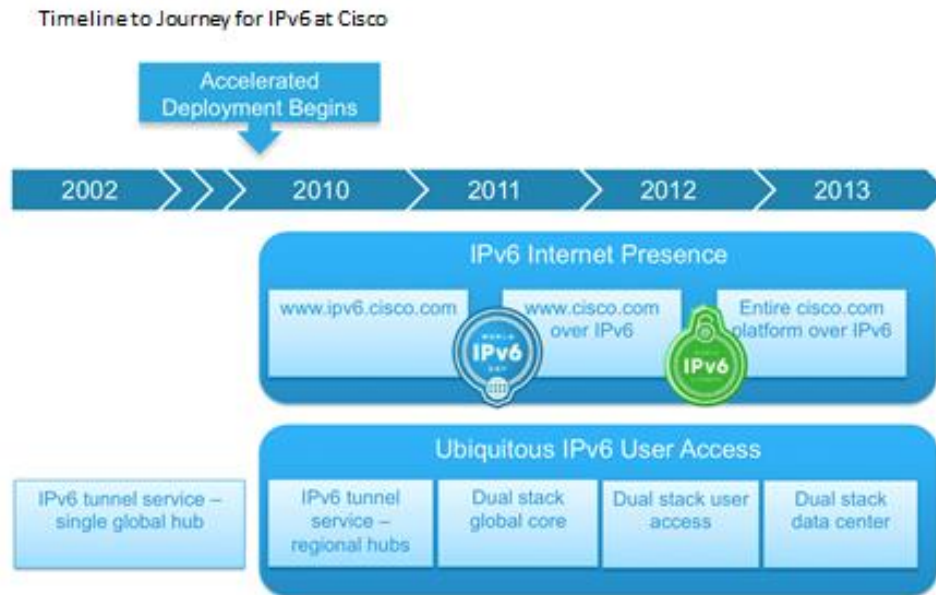 Timeline to Journey for IPv6 at Cisco
Accelerated
Deployment Begins
2002
2010
2011
2012
2013
IPv6 Internet Presence
www.ipv6.cisco.com
www.cisco.com
over IPv6
Entire cisco.com
platform over IPv6
WORLD
IPv6
DAY
IPv6
Ubiquitous IPv6 User Access
IPv6 tunnel service –
single global hub
IPv6 tunnel
service –
regional hubs
Dual stack
global core
Dual stack user
access
Dual stack
data center